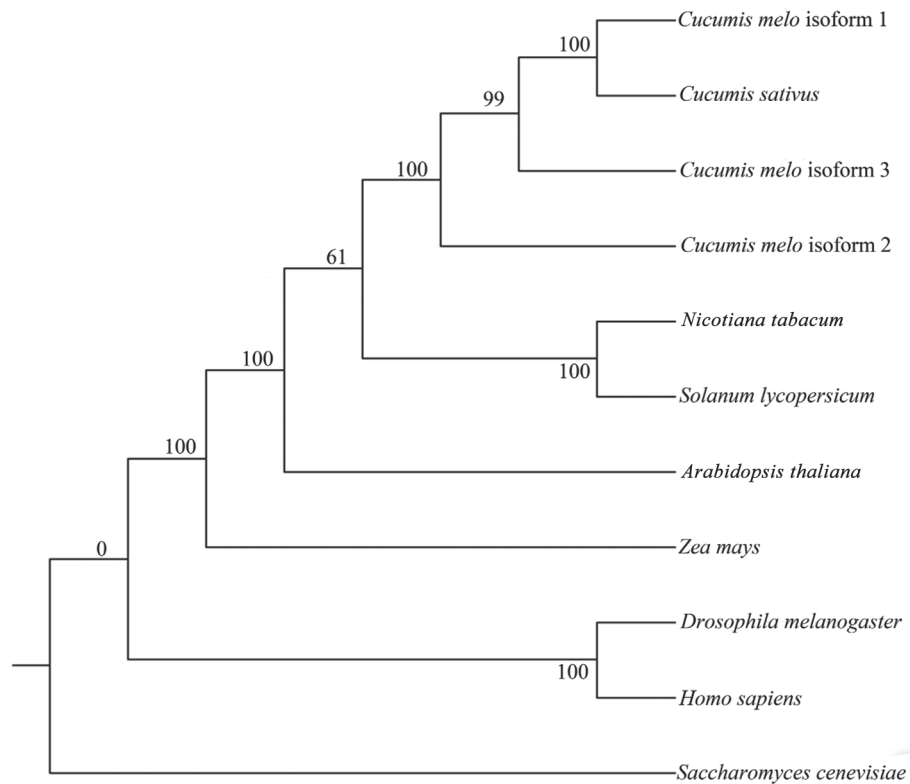 Cucumis melo isoform 1
100
Cucumis sativus
99
Cucumis melo isoform 3
100
Cucumis melo isoform 2
61
Nicotiana tabacum
100
Solanum lycopersicum
100
Arabidopsis thaliana
100
Zea mays
0
Drosophila melanogaster
100
Homo sapiens
Saccharomyces cenevisiae